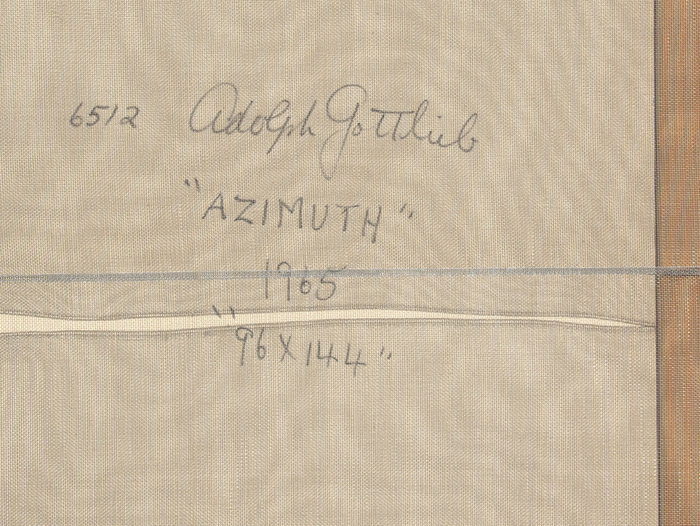 6512 Adolph Gottlieb
"AZIMUTH"
1965
"96 X 144"